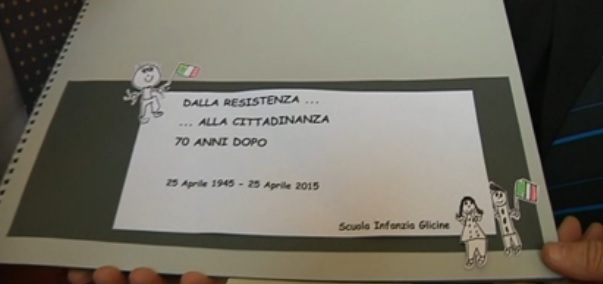 DALLA RESISTENZA ...
... ALLA CITTADINANZA
70 ANNI DOPO
25 Aprile 1945 - 25 Aprile 2015
Scuola Infanzia Glicine